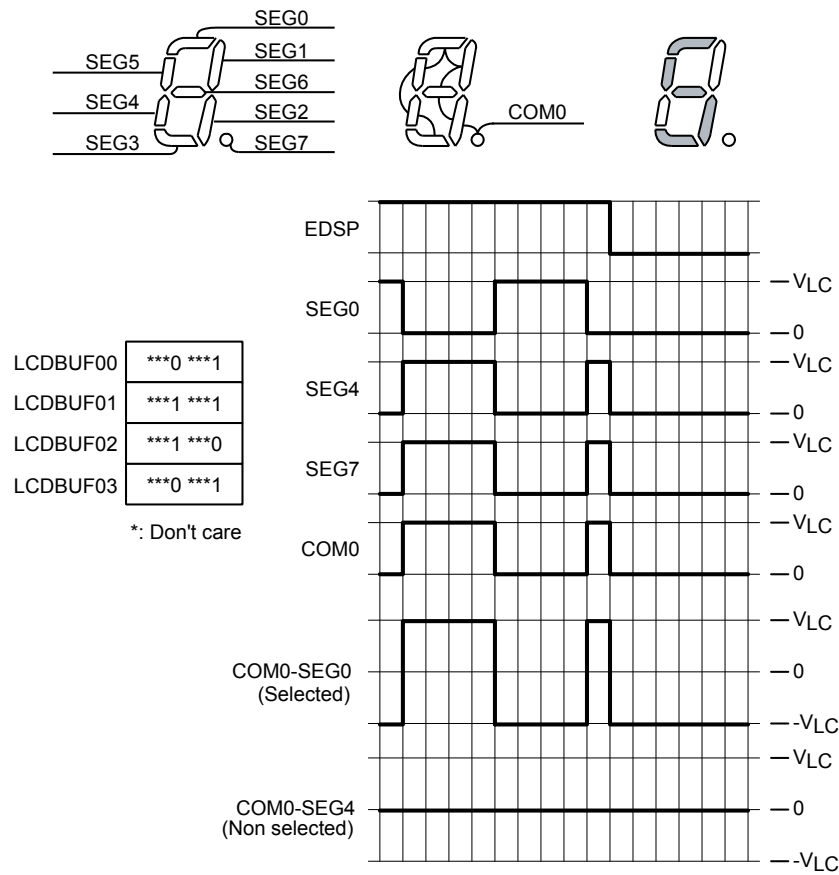 SEG0
SEG1
SEG5
SEG6
SEG4
SEG2
COM0
SEG3
SEG7
EDSP
VLC
SEG0
0
VLC
LCDBUF00 ***0 ***1
SEG4
LCDBUF01 ***1 ***1
0
LCDBUF02 ***1 ***0
VLC
SEG7
LCDBUF03 ***0 ***1
0
*: Don't care
VLC
COM0
0
VLC
COM0-SEG0
(Selected)
0
-VLC
VLC
COM0-SEG4
(Non selected)
0
-VLC